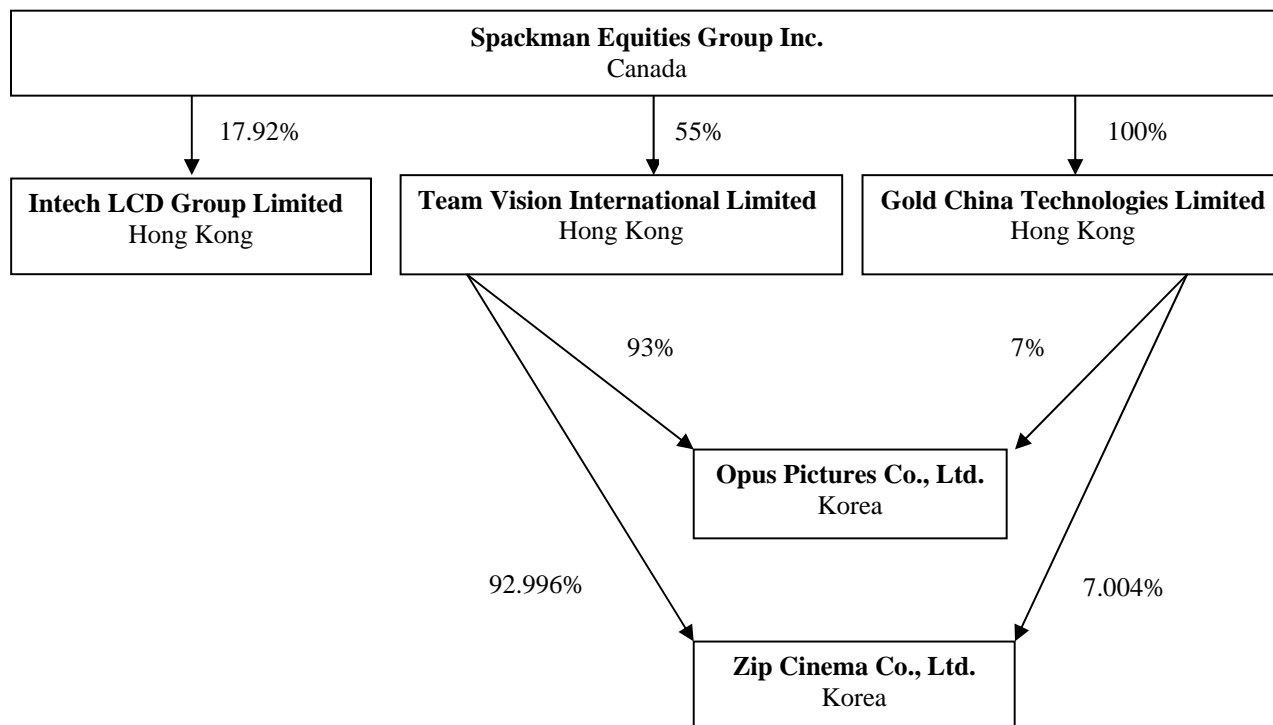 Spackman Equities Group Inc.
Canada
17.92%
55%
100%
Intech LCD Group Limited
Hong Kong
Team Vision International Limited
Hong Kong
Gold China Technologies Limited
Hong Kong
93%
7%
Opus Pictures Co., Ltd.
Korea
92.996%
7.004%
Zip Cinema Co., Ltd.
Korea